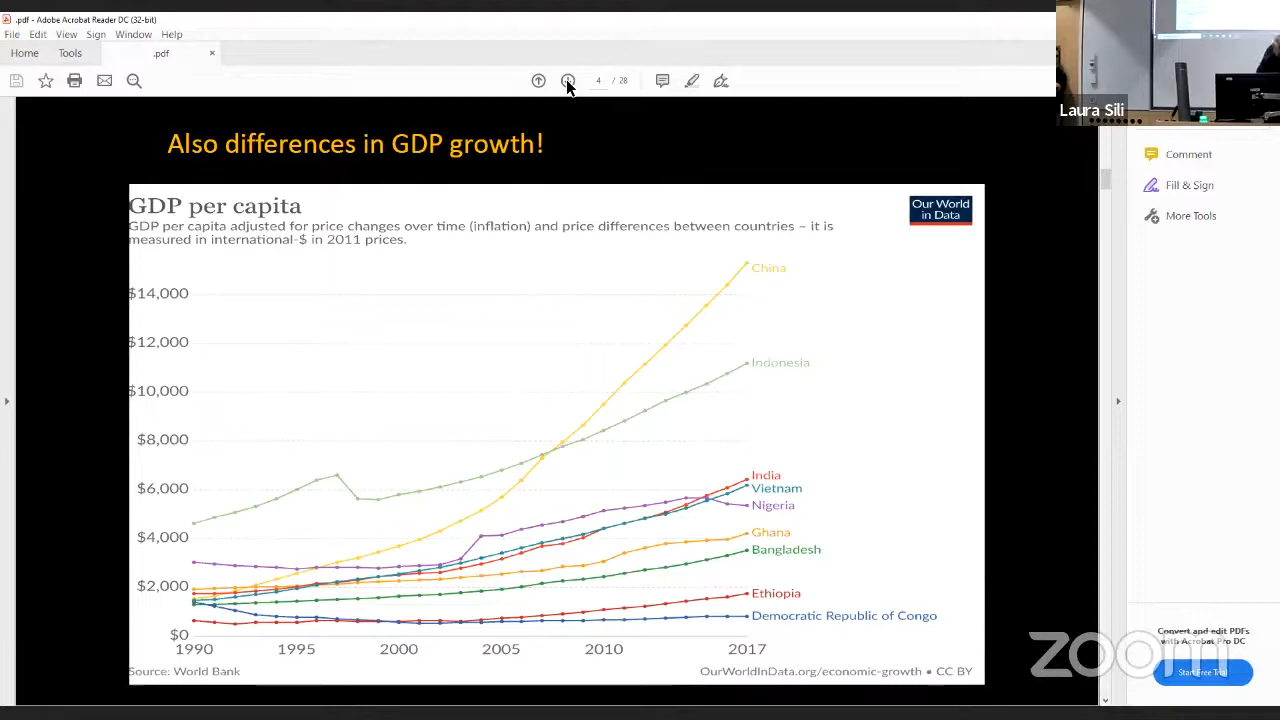 .pdf - Adobe Acrobat Reader DC (32-bit)
File Edit View Sign Window Help
Home Tools .pdf ×
4 / 28
Laura Sili
Comment
Fill & Sign
More Tools
Also differences in GDP growth!
GDP per capita
GDP per capita adjusted for price changes over time (inflation) and price differences between countries – it is
measured in international-$ in 2011 prices.
Our World
in Data
China
$14,000
$12,000
Indonesia
$10,000
$8,000
India
$6,000
Vietnam
Nigeria
$4,000
Ghana
Bangladesh
$2,000
Ethiopia
Democratic Republic of Congo
$0
1990 1995 2000 2005 2010 2017
Source: World Bank
OurWorldInData.org/economic-growth • CC BY
Convert and edit PDFs
with Acrobat Pro DC
Start Free Trial
zoom